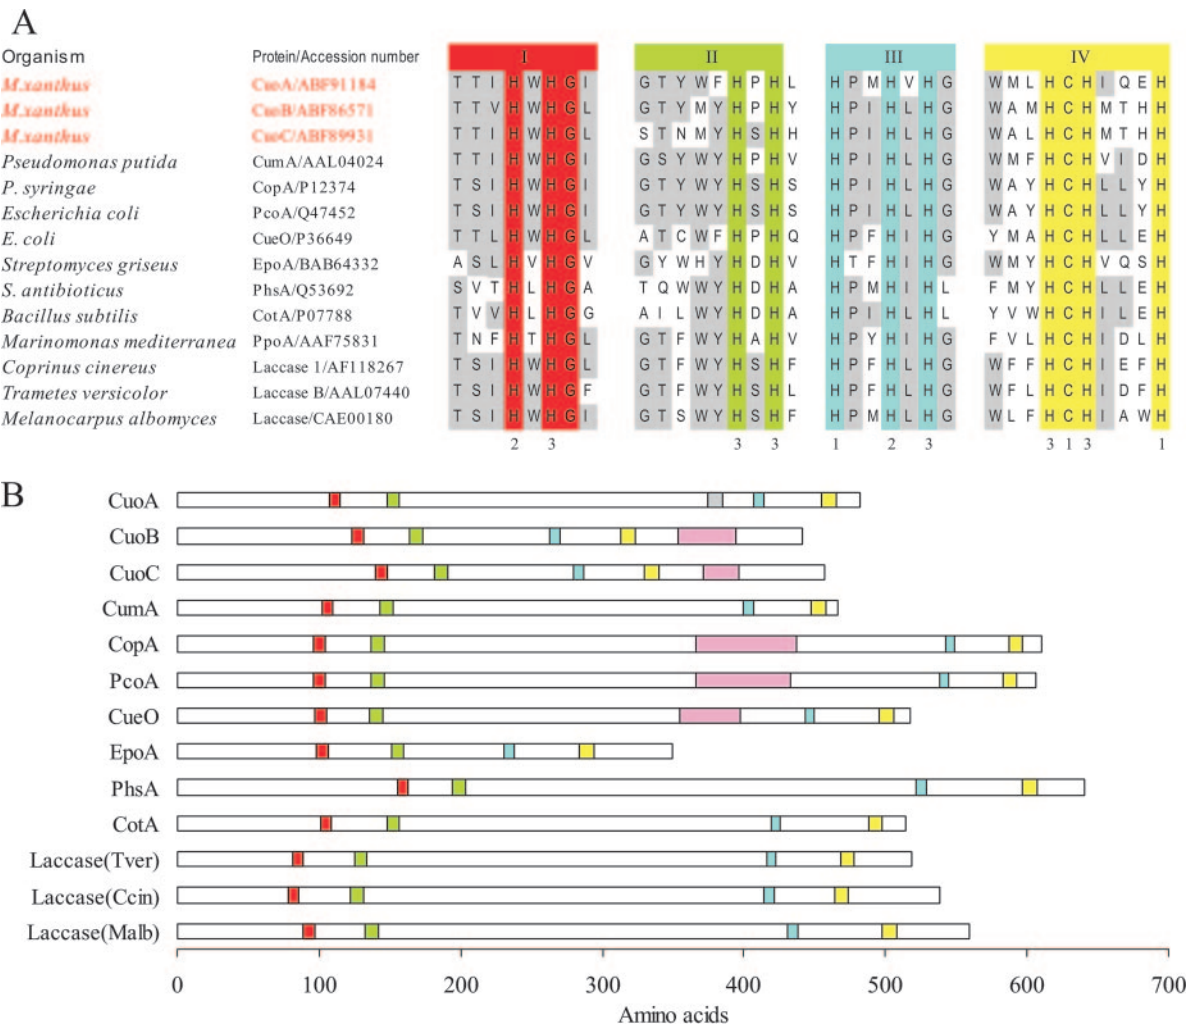 A
Organism Protein/Accession number I II III IV
M.xanthus CuoA/ABF91184 T T I H W H G I G T Y W F H P H L H P M H V H G W M L H C H I Q E H
M.xanthus CuoB/ABF86571 T T V H W H G L G T Y M Y H P H Y H P I H L H G W A M H C H M T H H
M.xanthus CuoC/ABF89931 T T I H W H G L S T N M Y H S H H H P I H L H G W A L H C H M T H H
Pseudomonas putida CumA/AAL04024 T T I H W H G I G S Y W Y H P H V H P I H L H G W M F H C H V I D H
P. syringae CopA/P12374 T S I H W H G I G T Y W Y H S H S H P I H L H G W A Y H C H L L Y H
Escherichia coli PcoA/Q47452 T S I H W H G I G T Y W Y H S H S H P I H L H G W A Y H C H L L Y H
E. coli CueO/P36649 T T L H W H G L A T C W F H P H Q H P F H I H G Y M A H C H L L E H
Streptomyces griseus EpoA/BAB64332 A S L H V H G V G Y W H Y H D H V H T F H I H G W M Y H C H V Q S H
S. antibioticus PhsA/Q53692 S V T H L H G A T Q W W Y H D H A H P M H I H L F M Y H C H L L E H
Bacillus subtilis CotA/P07788 T V V H L H G G A I L W Y H D H A H P I H L H L Y V W H C H I L E H
Marinomonas mediterranea PpoA/AAF75831 T N F H T H G L G T F W Y H A H V H P Y H I H G F V L H C H I D L H
Coprinus cinereus Laccase 1/AF118267 T S I H W H G L G T F W Y H S H F H P F H L H G W F F H C H I E F H
Trametes versicolor Laccase B/AAL07440 T S I H W H G F G T F W Y H S H L H P F H L H G W F L H C H I D F H
Melanocarpus albomyces Laccase/CAE00180 T S I H W H G I G T S W Y H S H F H P M H L H G W L F H C H I A W H
2 3 3 3 1 2 3 3 1 3 1
B
CuoA
CuoB
CuoC
CumA
CopA
PcoA
CueO
EpoA
PhsA
CotA
Laccase(Tver)
Laccase(Ccin)
Laccase(Malb)
0 100 200 300 400 500 600 700
Amino acids